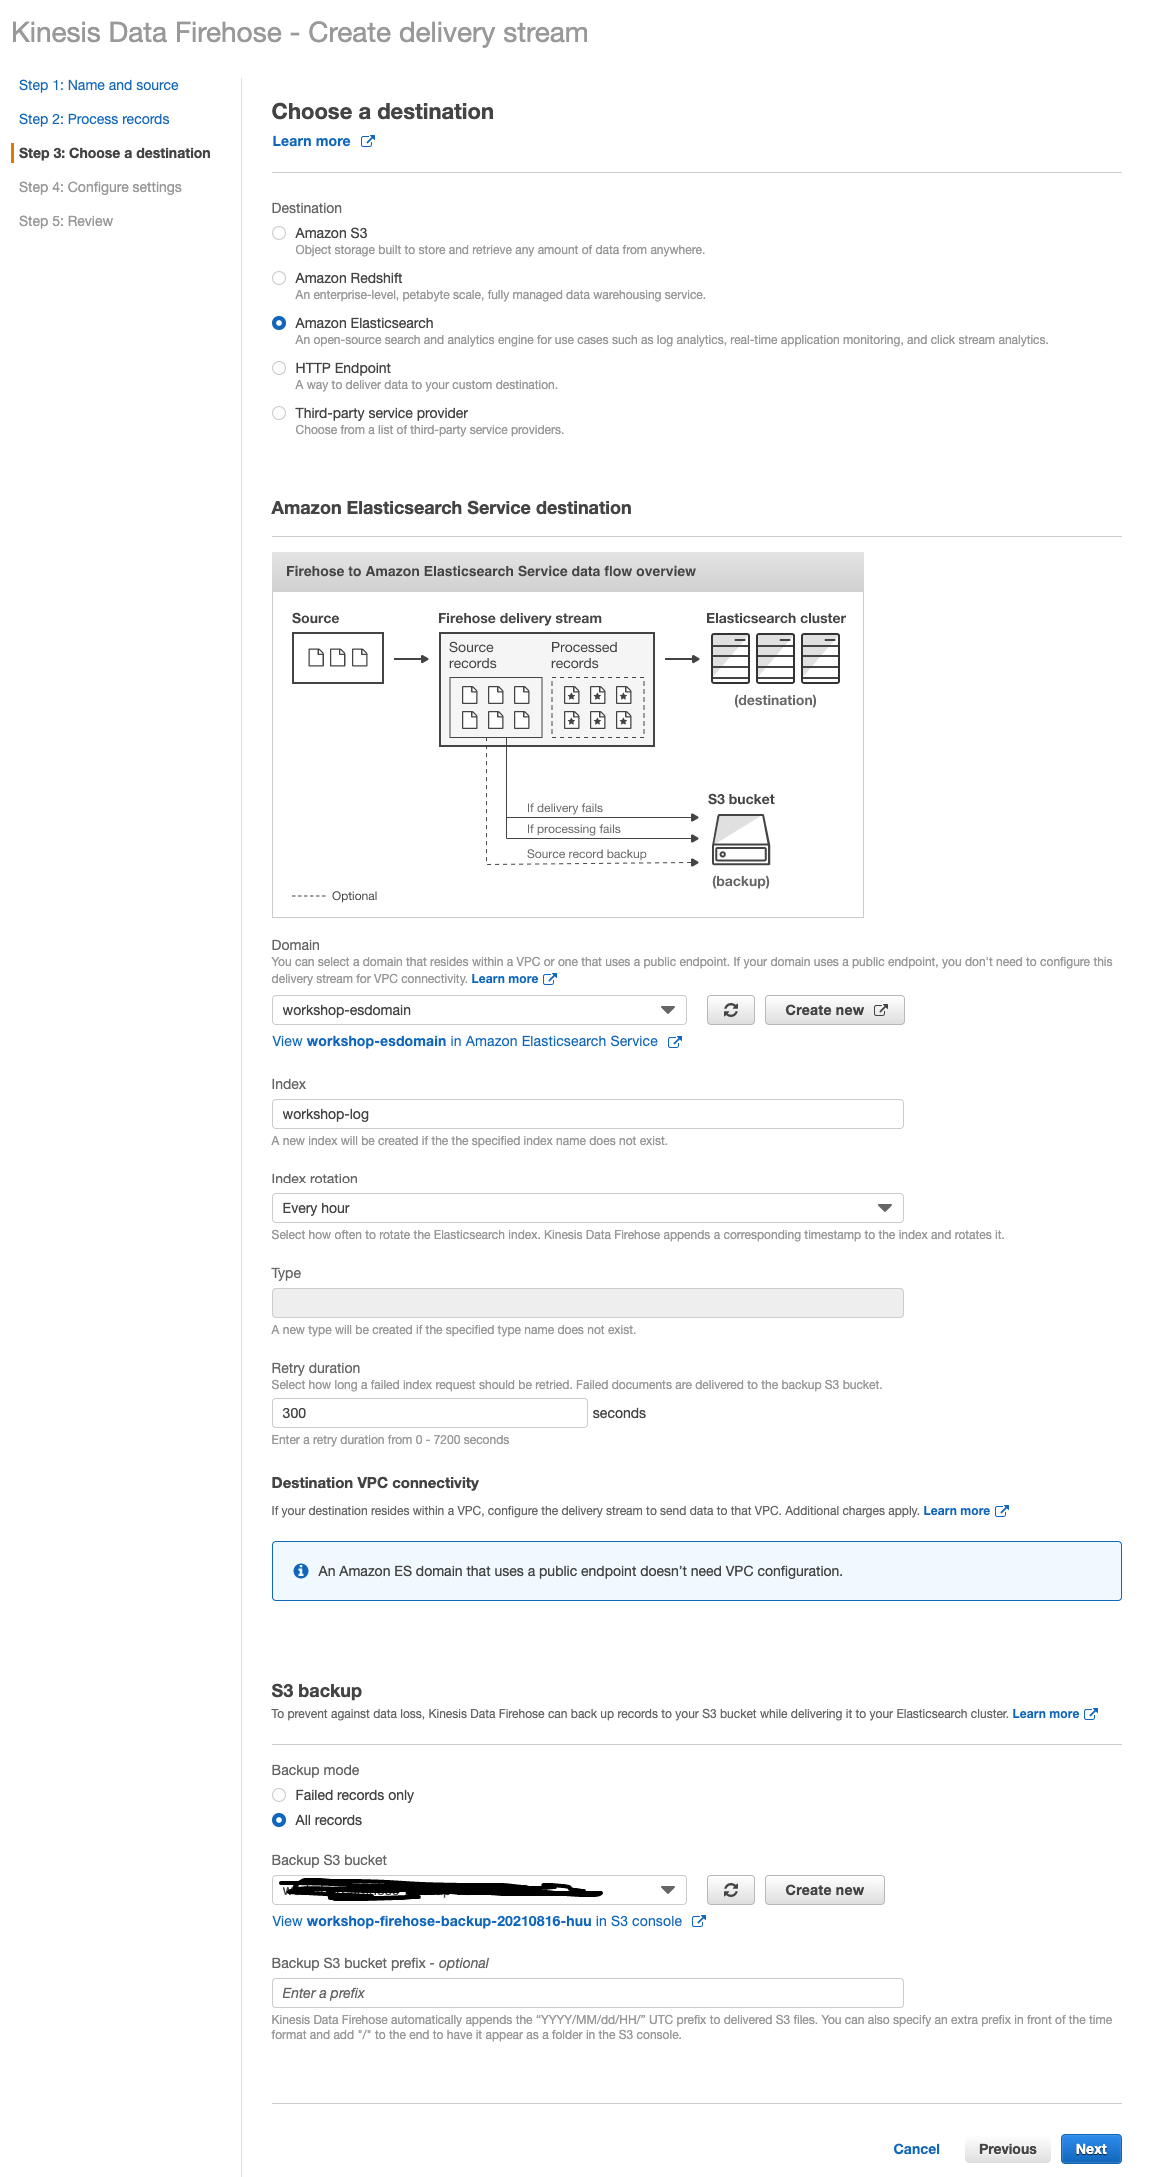 Kinesis Data Firehose - Create delivery stream
Step 1: Name and source
Step 2: Process records
Step 3: Choose a destination
Step 4: Configure settings
Step 5: Review
Choose a destination
Learn more
Destination
Amazon S3
Object storage built to store and retrieve any amount of data from anywhere.
Amazon Redshift
An enterprise-level, petabyte scale, fully managed data warehousing service.
Amazon Elasticsearch
An open-source search and analytics engine for use cases such as log analytics, real-time application monitoring, and click stream analytics.
HTTP Endpoint
A way to deliver data to your custom destination.
Third-party service provider
Choose from a list of third-party service providers.
Amazon Elasticsearch Service destination
Firehose to Amazon Elasticsearch Service data flow overview
Source
Firehose delivery stream
Elasticsearch cluster
Source records
Processed records
(destination)
S3 bucket
If delivery fails
If processing fails
Source record backup
(backup)
Optional
Domain
You can select a domain that resides within a VPC or one that uses a public endpoint. If your domain uses a public endpoint, you don't need to configure this
delivery stream for VPC connectivity. Learn more
workshop-esdomain
Create new
View workshop-esdomain in Amazon Elasticsearch Service
Index
workshop-log
A new index will be created if the the specified index name does not exist.
Index rotation
Every hour
Select how often to rotate the Elasticsearch index. Kinesis Data Firehose appends a corresponding timestamp to the index and rotates it.
Type
A new type will be created if the specified type name does not exist.
Retry duration
Select how long a failed index request should be retried. Failed documents are delivered to the backup S3 bucket.
300 seconds
Enter a retry duration from 0 - 7200 seconds
Destination VPC connectivity
If your destination resides within a VPC, configure the delivery stream to send data to that VPC. Additional charges apply. Learn more
An Amazon ES domain that uses a public endpoint doesn't need VPC configuration.
S3 backup
To prevent against data loss, Kinesis Data Firehose can back up records to your S3 bucket while delivering it to your Elasticsearch cluster. Learn more
Backup mode
Failed records only
All records
Backup S3 bucket
Create new
View workshop-firehose-backup-20210816-huu in S3 console
Backup S3 bucket prefix - optional
Enter a prefix
Kinesis Data Firehose automatically appends the “YYYY/MM/dd/HH/” UTC prefix to delivered S3 files. You can also specify an extra prefix in front of the time
format and add "/" to the end to have it appear as a folder in the S3 console.
Cancel
Previous
Next